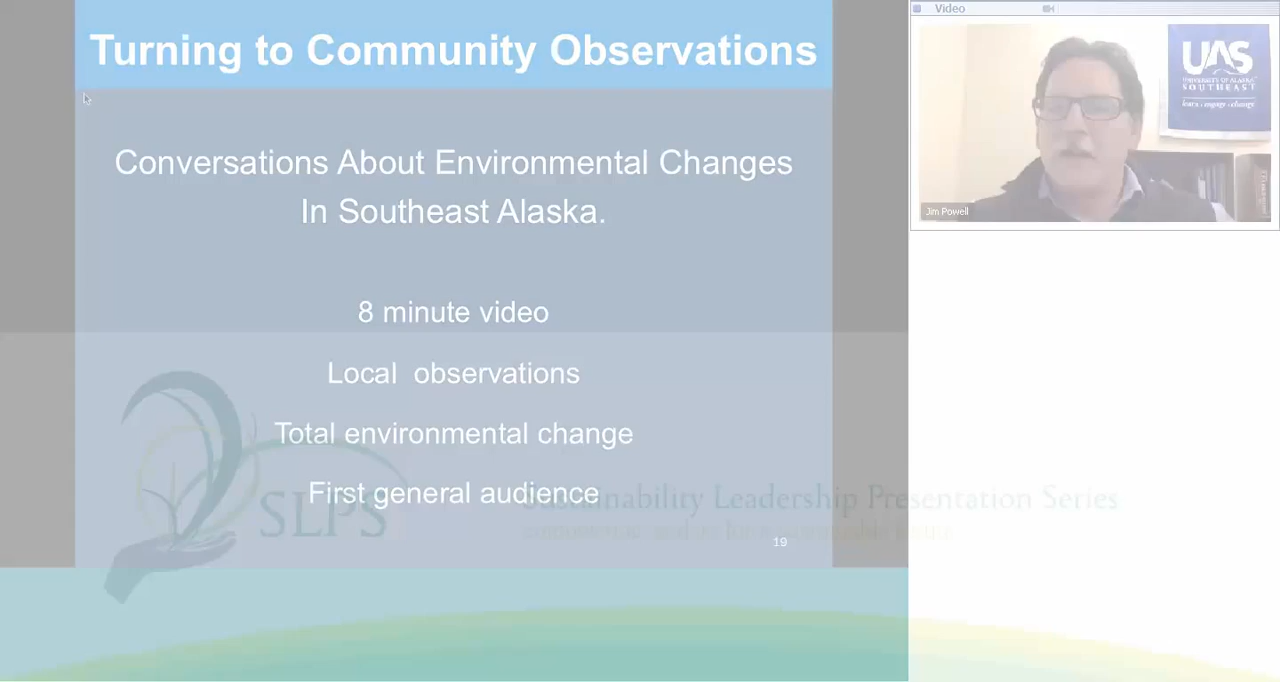 Turning to Community Observations
Conversations About Environmental Changes
In Southeast Alaska.
8 minute video
Local observations
Total environmental change
First general audience
19
SLPS
Sustainability Leadership Presentation Series
Video
UAS
UNIVERSITY OF ALASKA
SOUTHEAST
learn · engage · change
Jim Powell